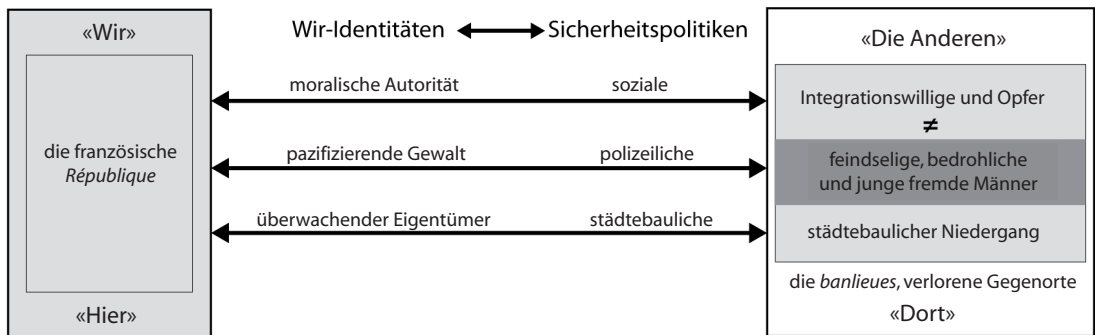 «Wir»
die französische
République
«Hier»
Wir-Identitäten Sicherheitspolitiken
moralische Autorität soziale
pazifizierende Gewalt polizeiliche
überwachender Eigentümer städtebauliche
«Die Anderen»
Integrationswillige und Opfer
≠
feindselige, bedrohliche
und junge fremde Männer
städtebaulicher Niedergang
die banlieues, verlorene Gegenorte
«Dort»